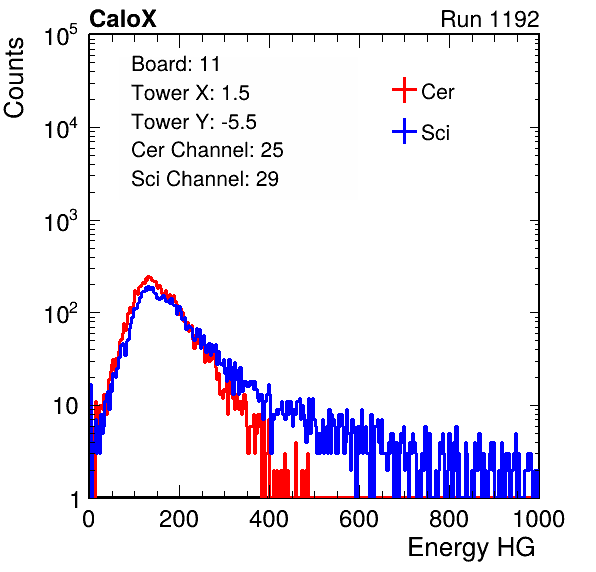 CaloX Run 1192
Counts
10^5
10^4
10^3
10^2
10
1
Board: 11
Tower X: 1.5
Tower Y: -5.5
Cer Channel: 25
Sci Channel: 29
Cer
Sci
0 200 400 600 800 1000
Energy HG